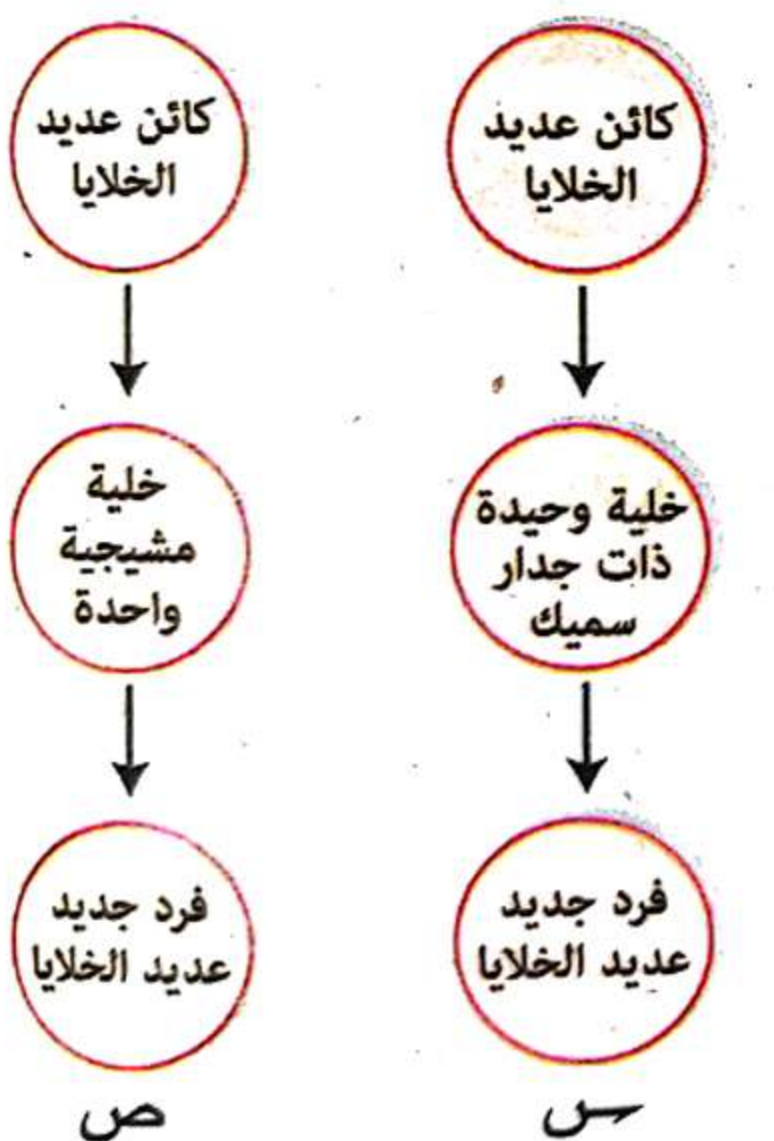 كائن عديد
الخلايا
خلية وحيدة
ذات جدار
سميك
فرد جديد
عديد الخلايا
س
كائن عديد
الخلايا
خلية
مشيجية
واحدة
فرد جديد
عديد الخلايا
ص